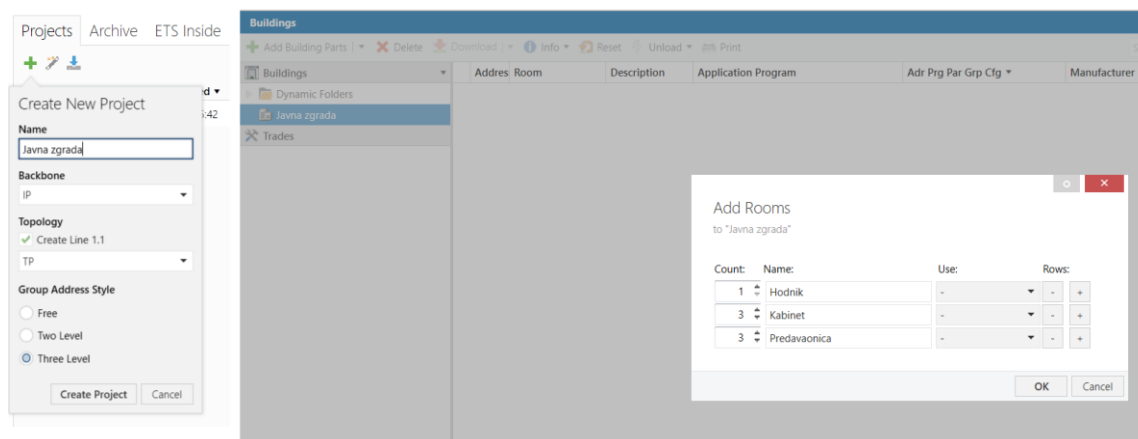 Projects Archive ETS Inside
ed
:42
Create New Project
Name
Javna zgrada
Backbone
IP
Topology
Create Line 1.1
TP
Group Address Style
Free
Two Level
Three Level
Create Project Cancel
Buildings
Add Building Parts Delete Download Info Reset Unload Print
Buildings Addres Room Description Application Program Adr Prg Par Grp Cfg Manufacturer
Dynamic Folders
Javna zgrada
Trades
Add Rooms
to "Javna zgrada"
Count: Name: Use: Rows:
1 Hodnik - - +
3 Kabinet - - +
3 Predavaonica - - +
OK Cancel